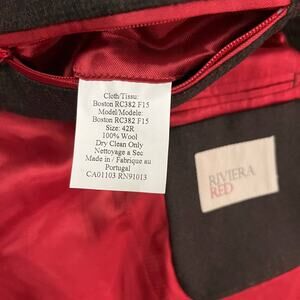 Cloth/Tissu:
Boston RC382 F15
Model/Modele:
Boston RC382 F15
Size: 42R
100% Wool
Dry Clean Only
Nettoyage a Sec
Made in / Fabrique au
Portugal
CA01103 RN91013
RIVIERA
RED